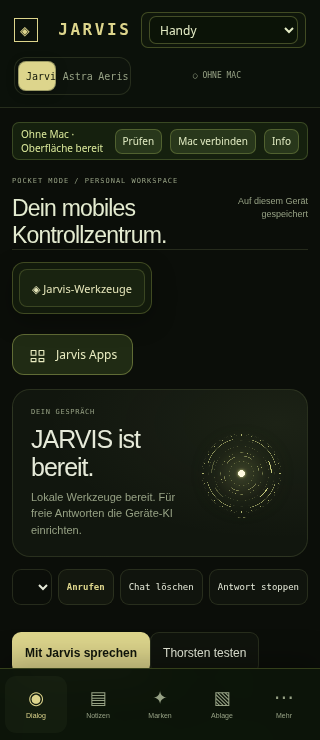 JARVIS
Handy
Jarvi
Astra
Aeris
OHNE MAC
Ohne Mac ·
Oberfläche bereit
Prüfen
Mac verbinden
Info
POCKET MODE / PERSONAL WORKSPACE
Dein mobiles
Kontrollzentrum.
Auf diesem Gerät
gespeichert
Jarvis-Werkzeuge
Jarvis Apps
DEIN GESPRÄCH
JARVIS ist
bereit.
Lokale Werkzeuge bereit. Für
freie Antworten die Geräte-KI
einrichten.
Anrufen
Chat löschen
Antwort stoppen
Mit Jarvis sprechen
Thorsten testen
Dialog
Notizen
Marken
Ablage
Mehr